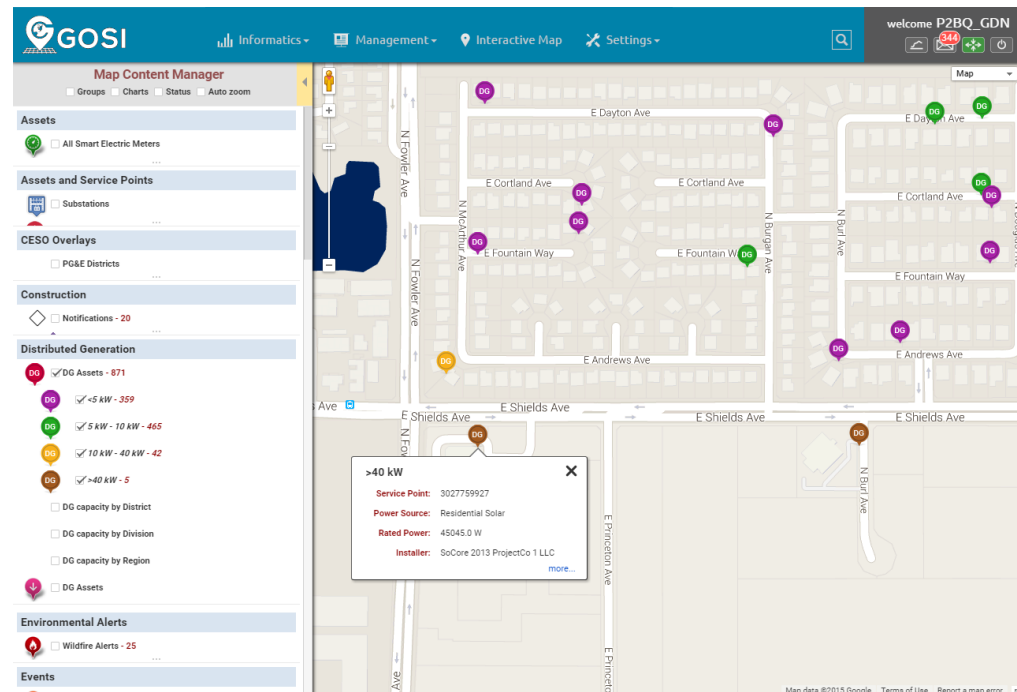 GOSI
Informatics
Management
Interactive Map
Settings
welcome P2BQ_GDN
344
Map Content Manager
Groups Charts Status Auto zoom
Assets
All Smart Electric Meters
...
Assets and Service Points
Substations
...
CESO Overlays
PG&E Districts
...
Construction
Notifications - 20
...
Distributed Generation
DG DG Assets - 871
DG <5 kW - 359
DG 5 kW - 10 kW - 465
DG 10 kW - 40 kW - 42
DG >40 kW - 5
DG capacity by District
DG capacity by Division
DG capacity by Region
DG Assets
Environmental Alerts
Wildfire Alerts - 25
...
Events
Map
DG
DG
DG
E Dayton Ave
DG
E Dayton Ave
DG
N Fowler Ave
E Cortland Ave
E Cortland Ave
DG
DG
DG
E Cortland Ave
N McArthur Ave
DG
N Burgan Ave
N Burl Ave
DG
E Fountain Way
E Fountain Way
DG
DG
N Fowler Ave
E Fountain Way
DG
DG
DG
E Andrews Ave
E Andrews Ave
Ave
E Shields Ave
E Shields Ave
E Shields Ave
E Shields Ave
DG
DG
N Burl Ave
>40 kW
Service Point: 3027759927
Power Source: Residential Solar
Rated Power: 45045.0 W
Installer: SoCore 2013 ProjectCo 1 LLC
more...
E Princeton Ave
Map data ©2015 Google Terms of Use Report a map error